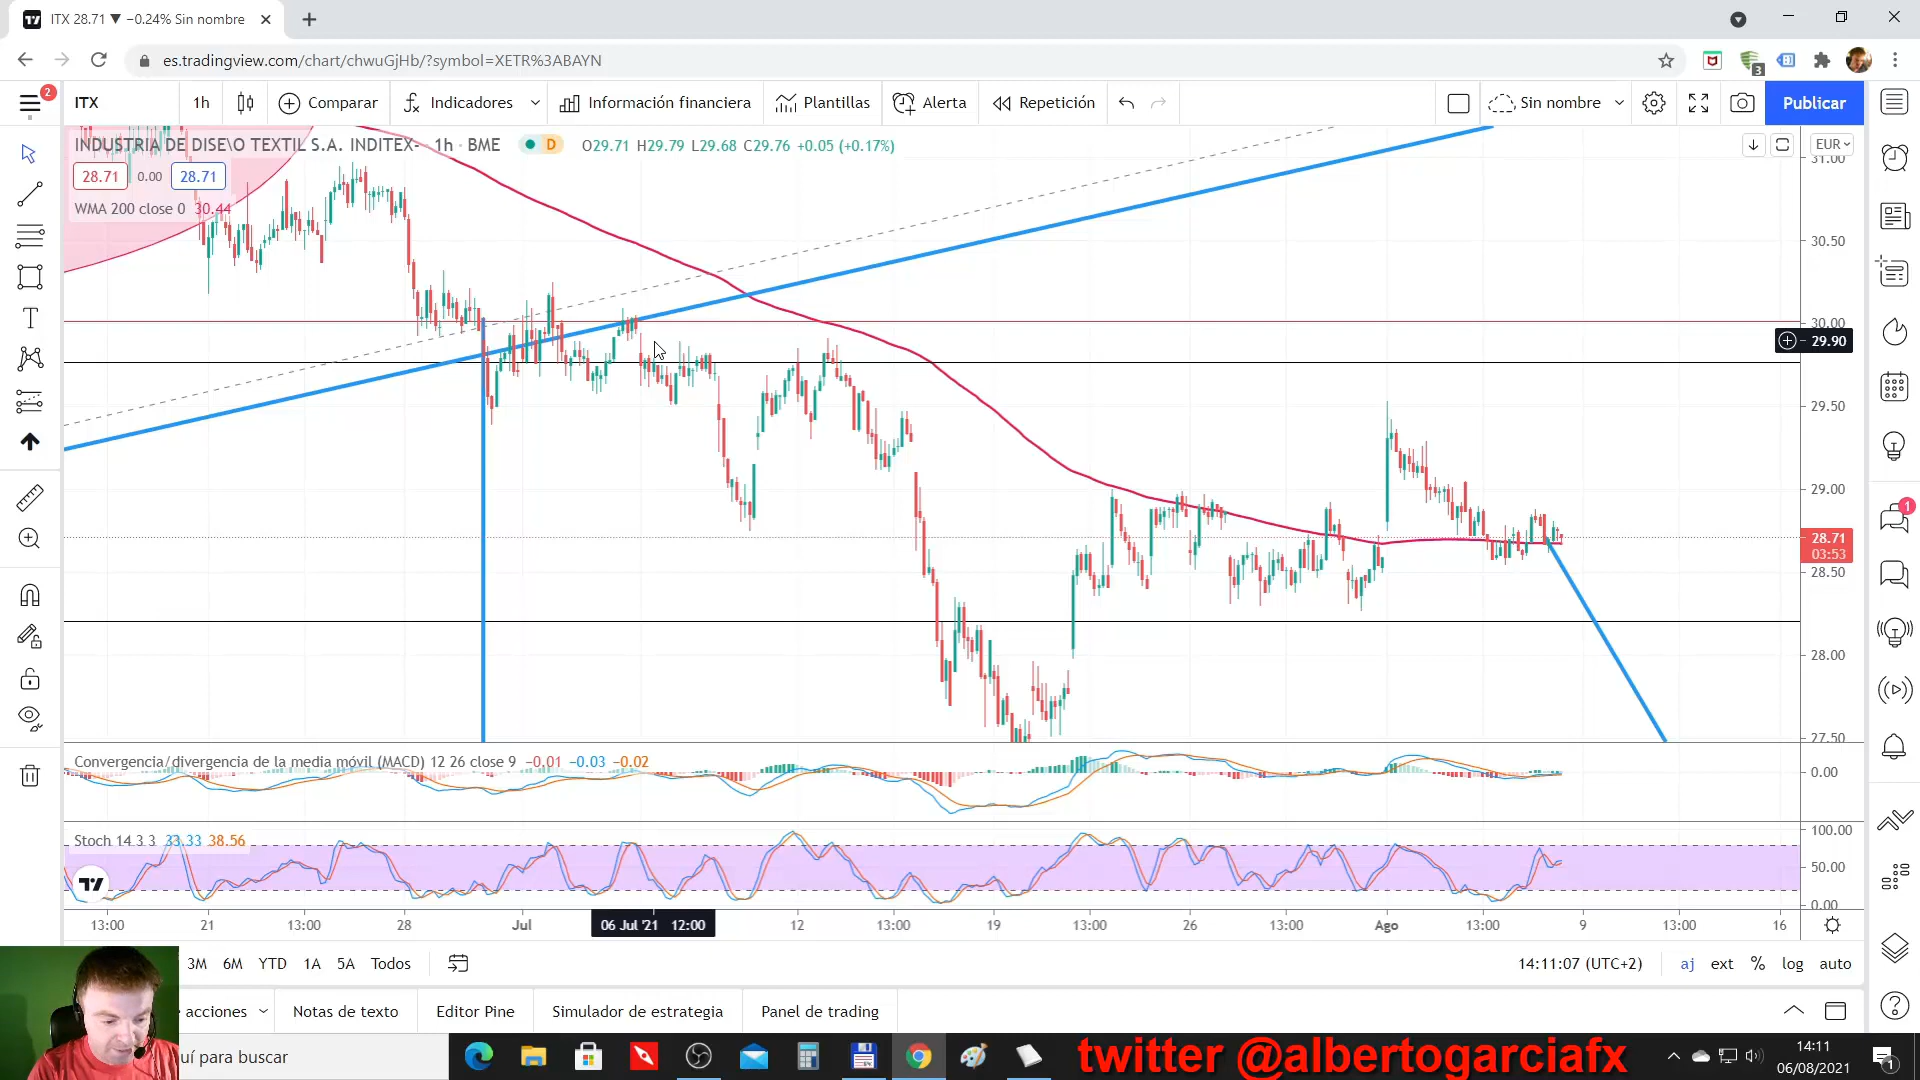 ITX 28.71 ▼ −0.24% Sin nombre
es.tradingview.com/chart/chwuGjHb/?symbol=XETR%3ABAYN
3
2
ITX 1h Comparar Indicadores Información financiera Plantillas Alerta Repetición Sin nombre Publicar
INDUSTRIA DE DISE\O TEXTIL S.A. INDITEX- 1h BME D O29.71 H29.79 L29.68 C29.76 +0.05 (+0.17%) EUR
31.00
28.71 0.00 28.71
WMA 200 close 0 30.44
30.50
30.00
29.90
29.50
29.00
1
28.71
03:53
28.50
28.00
27.50
Convergencia/divergencia de la media móvil (MACD) 12 26 close 9 −0.01 −0.03 −0.02
0.00
Stoch 14 3 3 33.33 38.56
100.00
50.00
0.00
13:00 21 13:00 28 Jul 06 Jul '21 12:00 12 13:00 19 13:00 26 13:00 Ago 13:00 9 13:00 16
3M 6M YTD 1A 5A Todos 14:11:07 (UTC+2) aj ext % log auto
acciones Notas de texto Editor Pine Simulador de estrategia Panel de trading
uí para buscar
twitter @albertogarciafx
14:11
06/08/2021
1